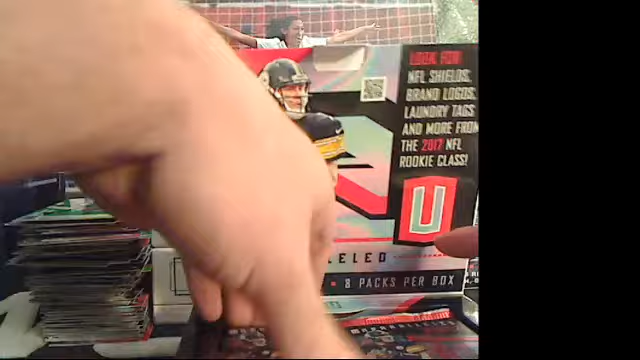 LOOK FOR
NFL SHIELDS,
BRAND LOGOS,
LAUNDRY TAGS
AND MORE FROM
THE 2017 NFL
ROOKIE CLASS!
U
LELED
• 8 PACKS PER BOX